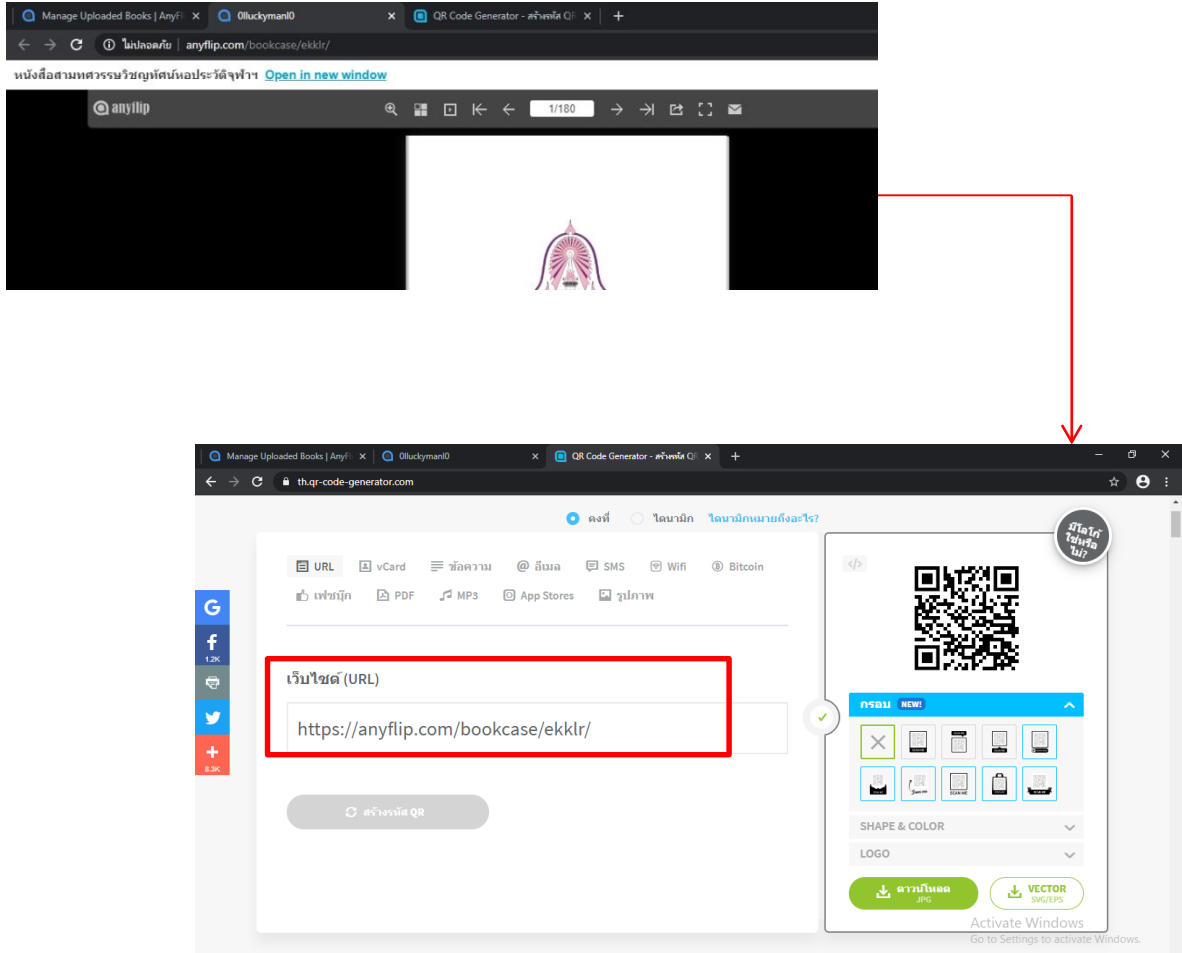 Manage Uploaded Books | AnyFli
0lluckymanl0
QR Code Generator - สร้างรหัส QR
ไม่ปลอดภัย | anyflip.com/bookcase/ekklr/
หนังสือสามทศวรรษวิชญทัศน์หอประวัติจุฬาฯ Open in new window
anyflip
1/180
Manage Uploaded Books | AnyFli
0lluckymanl0
QR Code Generator - สร้างรหัส QR
th.qr-code-generator.com
คงที่ ไดนามิก ไดนามิกหมายถึงอะไร?
มีโลโก้
ใช่หรือ
ไม่?
URL vCard ข้อความ @ อีเมล SMS Wifi Bitcoin
เฟซบุ๊ก PDF MP3 App Stores รูปภาพ
1.2K
8.3K
เว็บไซต์ (URL)
https://anyflip.com/bookcase/ekklr/
สร้างรหัส QR
</>
กรอบ NEW!
SCAN ME
SHAPE & COLOR
LOGO
ดาวน์โหลด
JPG
VECTOR
SVG/EPS
Activate Windows
Go to Settings to activate Windows.